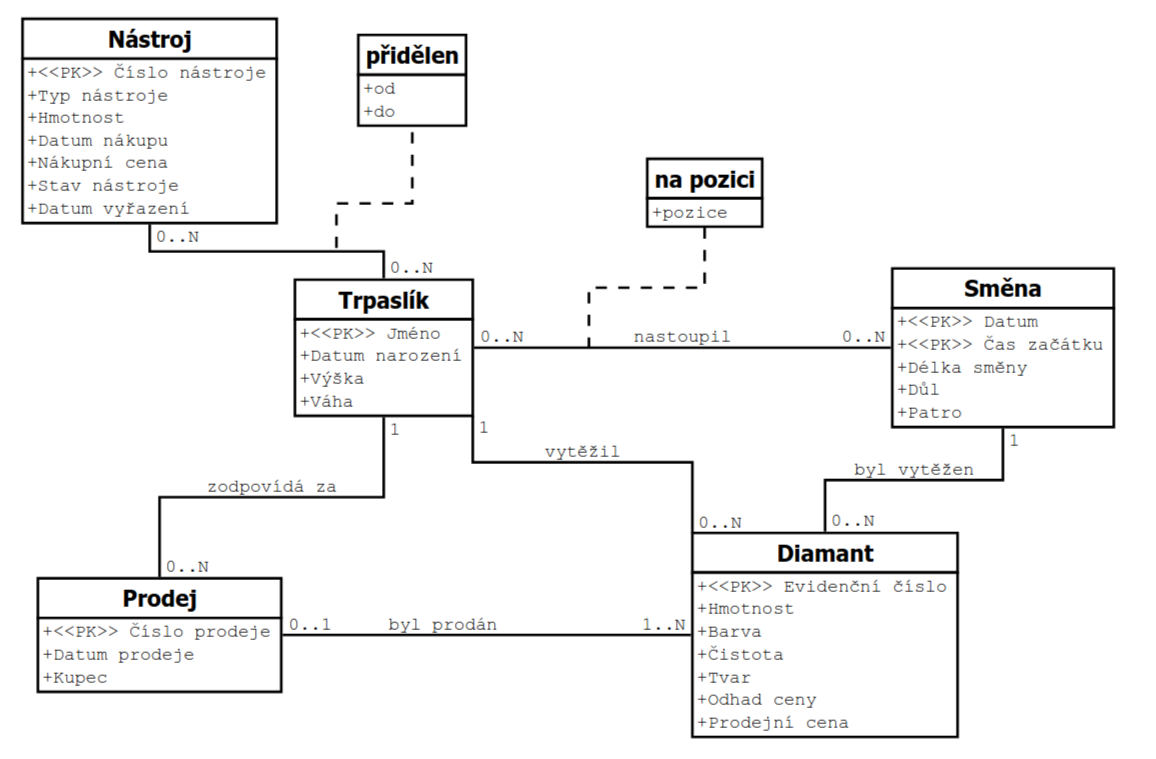 Nástroj
+<<PK>> Číslo nástroje
+Typ nástroje
+Hmotnost
+Datum nákupu
+Nákupní cena
+Stav nástroje
+Datum vyřazení
přidělen
+od
+do
na pozici
+pozice
0..N
0..N
Trpaslík
+<<PK>> Jméno
+Datum narození
+Výška
+Váha
0..N
nastoupil
0..N
Směna
+<<PK>> Datum
+<<PK>> Čas začátku
+Délka směny
+Důl
+Patro
1
1
1
vytěžil
byl vytěžen
zodpovídá za
0..N
0..N
0..N
Prodej
+<<PK>> Číslo prodeje
+Datum prodeje
+Kupec
0..1
byl prodán
1..N
Diamant
+<<PK>> Evidenční číslo
+Hmotnost
+Barva
+Čistota
+Tvar
+Odhad ceny
+Prodejní cena